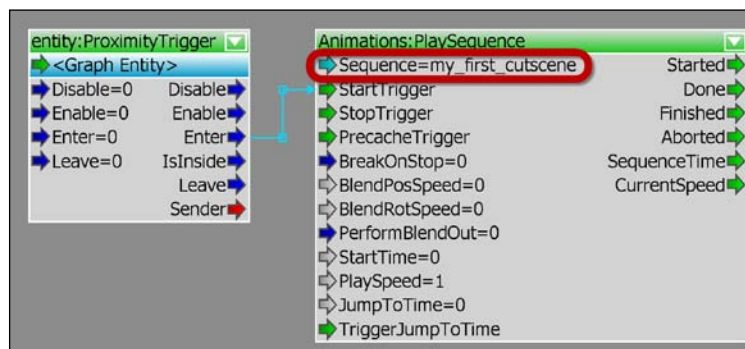 entity:ProximityTrigger
<Graph Entity>
Disable=0 Disable
Enable=0 Enable
Enter=0 Enter
Leave=0 IsInside
Leave
Sender
Animations:PlaySequence
Sequence=my_first_cutscene Started
StartTrigger Done
StopTrigger Finished
PrecacheTrigger Aborted
BreakOnStop=0 SequenceTime
BlendPosSpeed=0 CurrentSpeed
BlendRotSpeed=0
PerformBlendOut=0
StartTime=0
PlaySpeed=1
JumpToTime=0
TriggerJumpToTime